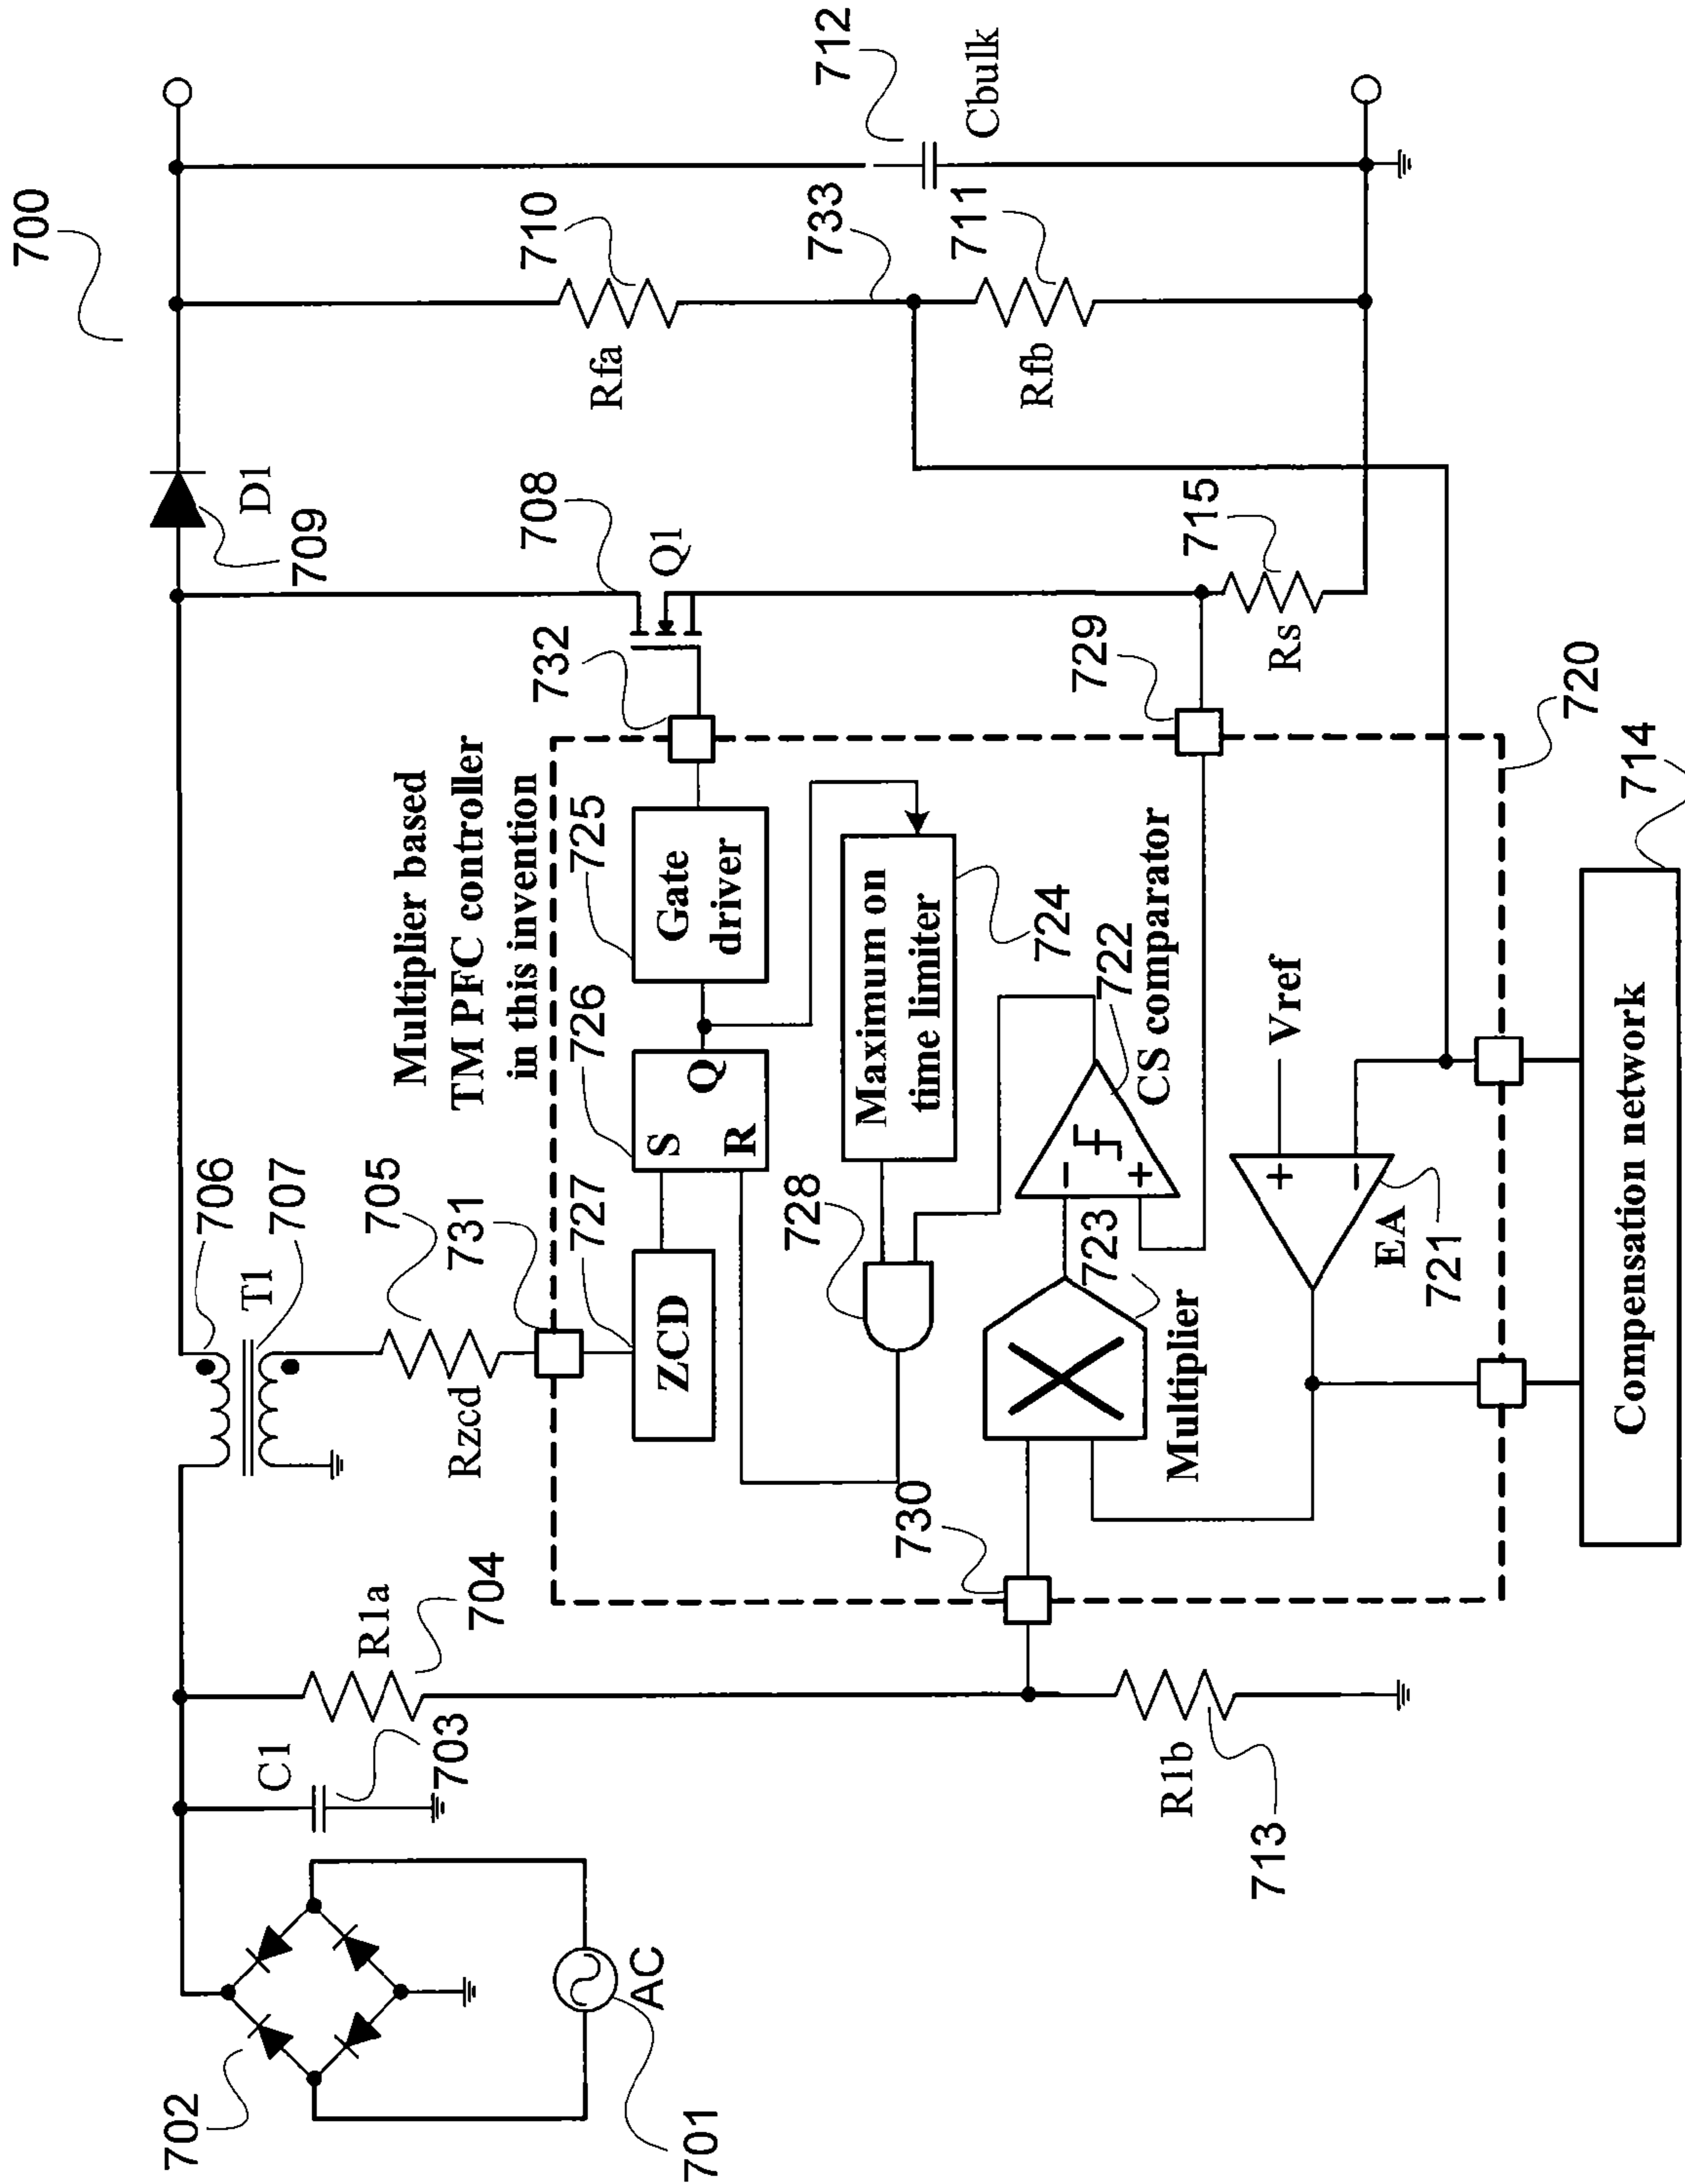 700
702
701
AC
C1
703
R1a
704
R1b
713
706
T1
707
705
Rzcd
731
709
D1
708
Q1
732
710
Rfa
733
711
Rfb
712
Cbulk
715
Rs
729
720
714
Multiplier based
TM PFC controller
in this invention
727
ZCD
726
S
R
Q
725
Gate
driver
Maximum on
time limiter
724
728
722
CS comparator
-
+
723
Multiplier
730
Vref
+
-
EA
721
Compensation network